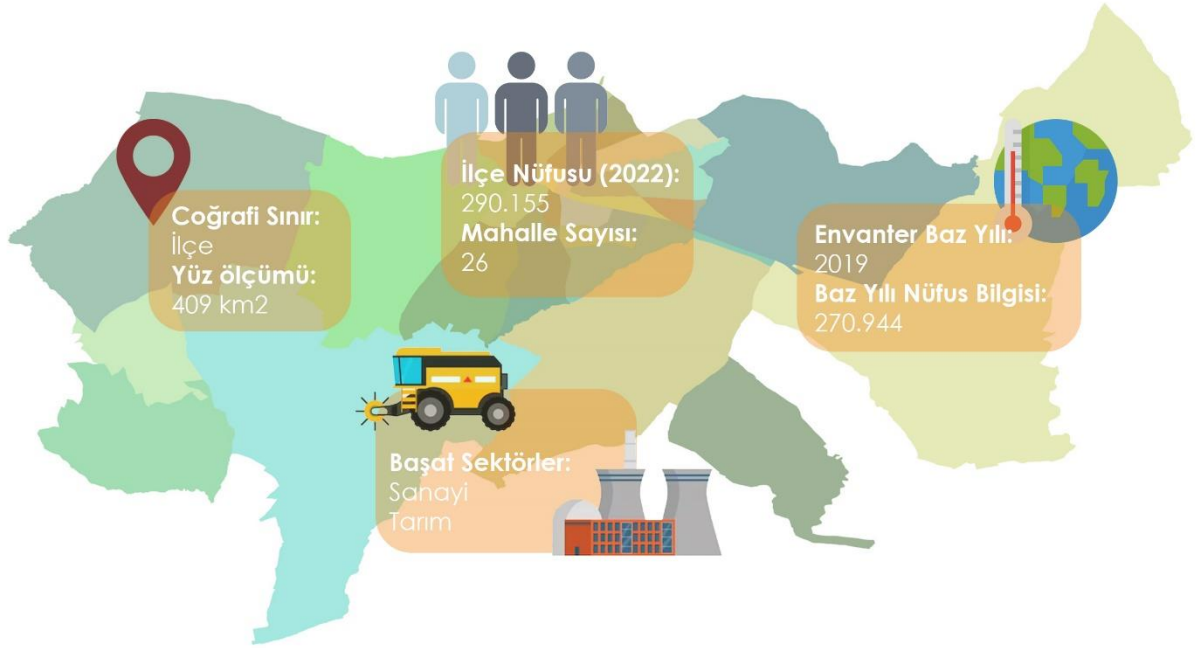 Coğrafi Sınır:
İlçe
Yüz ölçümü:
409 km2
İlçe Nüfusu (2022):
290.155
Mahalle Sayısı:
26
Envanter Baz Yılı:
2019
Baz Yılı Nüfus Bilgisi:
270.944
Başat Sektörler:
Sanayi
Tarım